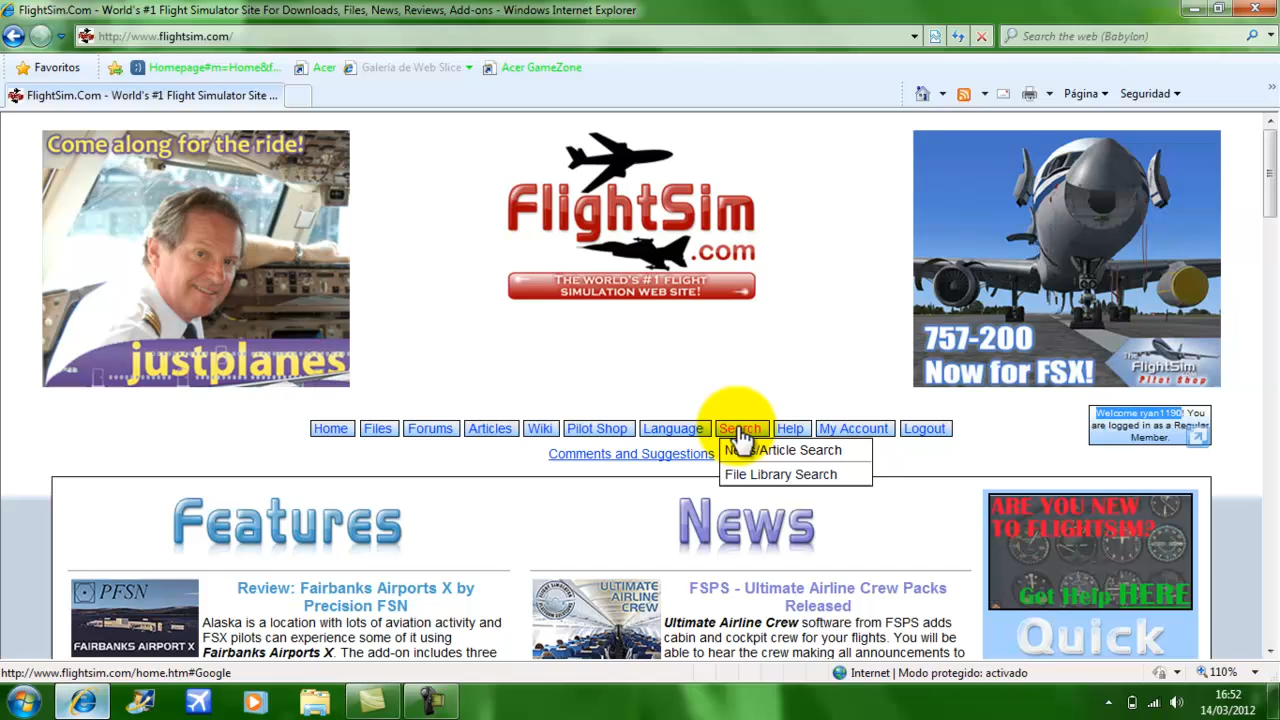 FlightSim.Com - World's #1 Flight Simulator Site For Downloads, Files, News, Reviews, Add-ons - Windows Internet Explorer
http://www.flightsim.com/
Search the web (Babylon)
Favoritos
Homepage#m=Home&f...
Acer
Galería de Web Slice
Acer GameZone
FlightSim.Com - World's #1 Flight Simulator Site ...
Página
Seguridad
Come along for the ride!
justplanes
FlightSim
.com
THE WORLD'S #1 FLIGHT
SIMULATION WEB SITE!
757-200
Now for FSX!
The
FlightSim
Pilot Shop
Home Files Forums Articles Wiki Pilot Shop Language Search Help My Account Logout
Welcome ryan1190! You
are logged in as a Regular
Member.
Comments and Suggestions
News/Article Search
File Library Search
Features
News
ARE YOU NEW
TO FLIGHTSIM?
Got Help HERE
Quick
PFSN
FAIRBANKS AIRPORT X
Review: Fairbanks Airports X by
Precision FSN
Alaska is a location with lots of aviation activity and
FSX pilots can experience some of it using
Fairbanks Airports X. The add-on includes three
ULTIMATE
AIRLINE
CREW
FSPS - Ultimate Airline Crew Packs
Released
Ultimate Airline Crew software from FSPS adds
cabin and cockpit crew for your flights. You will be
able to hear the crew making all announcements to
http://www.flightsim.com/home.htm#Google
Internet | Modo protegido: activado
110%
16:52
14/03/2012